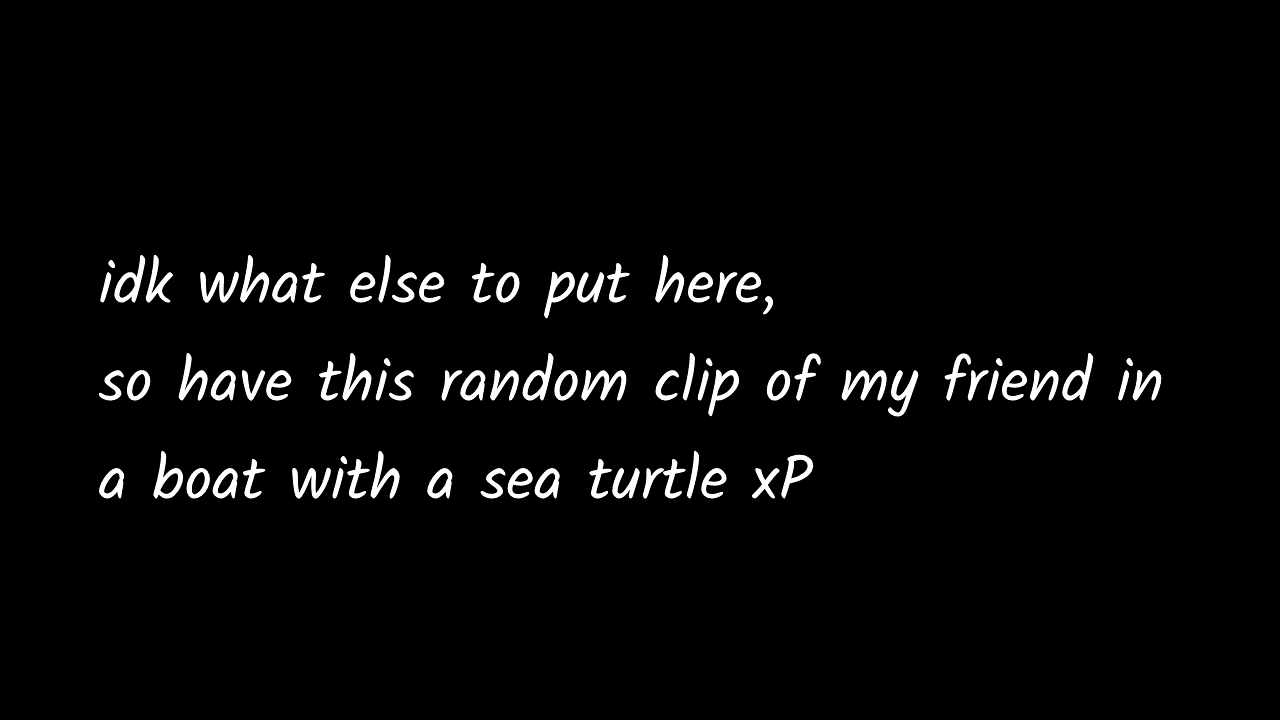 idk what else to put here,
so have this random clip of my friend in
a boat with a sea turtle xP